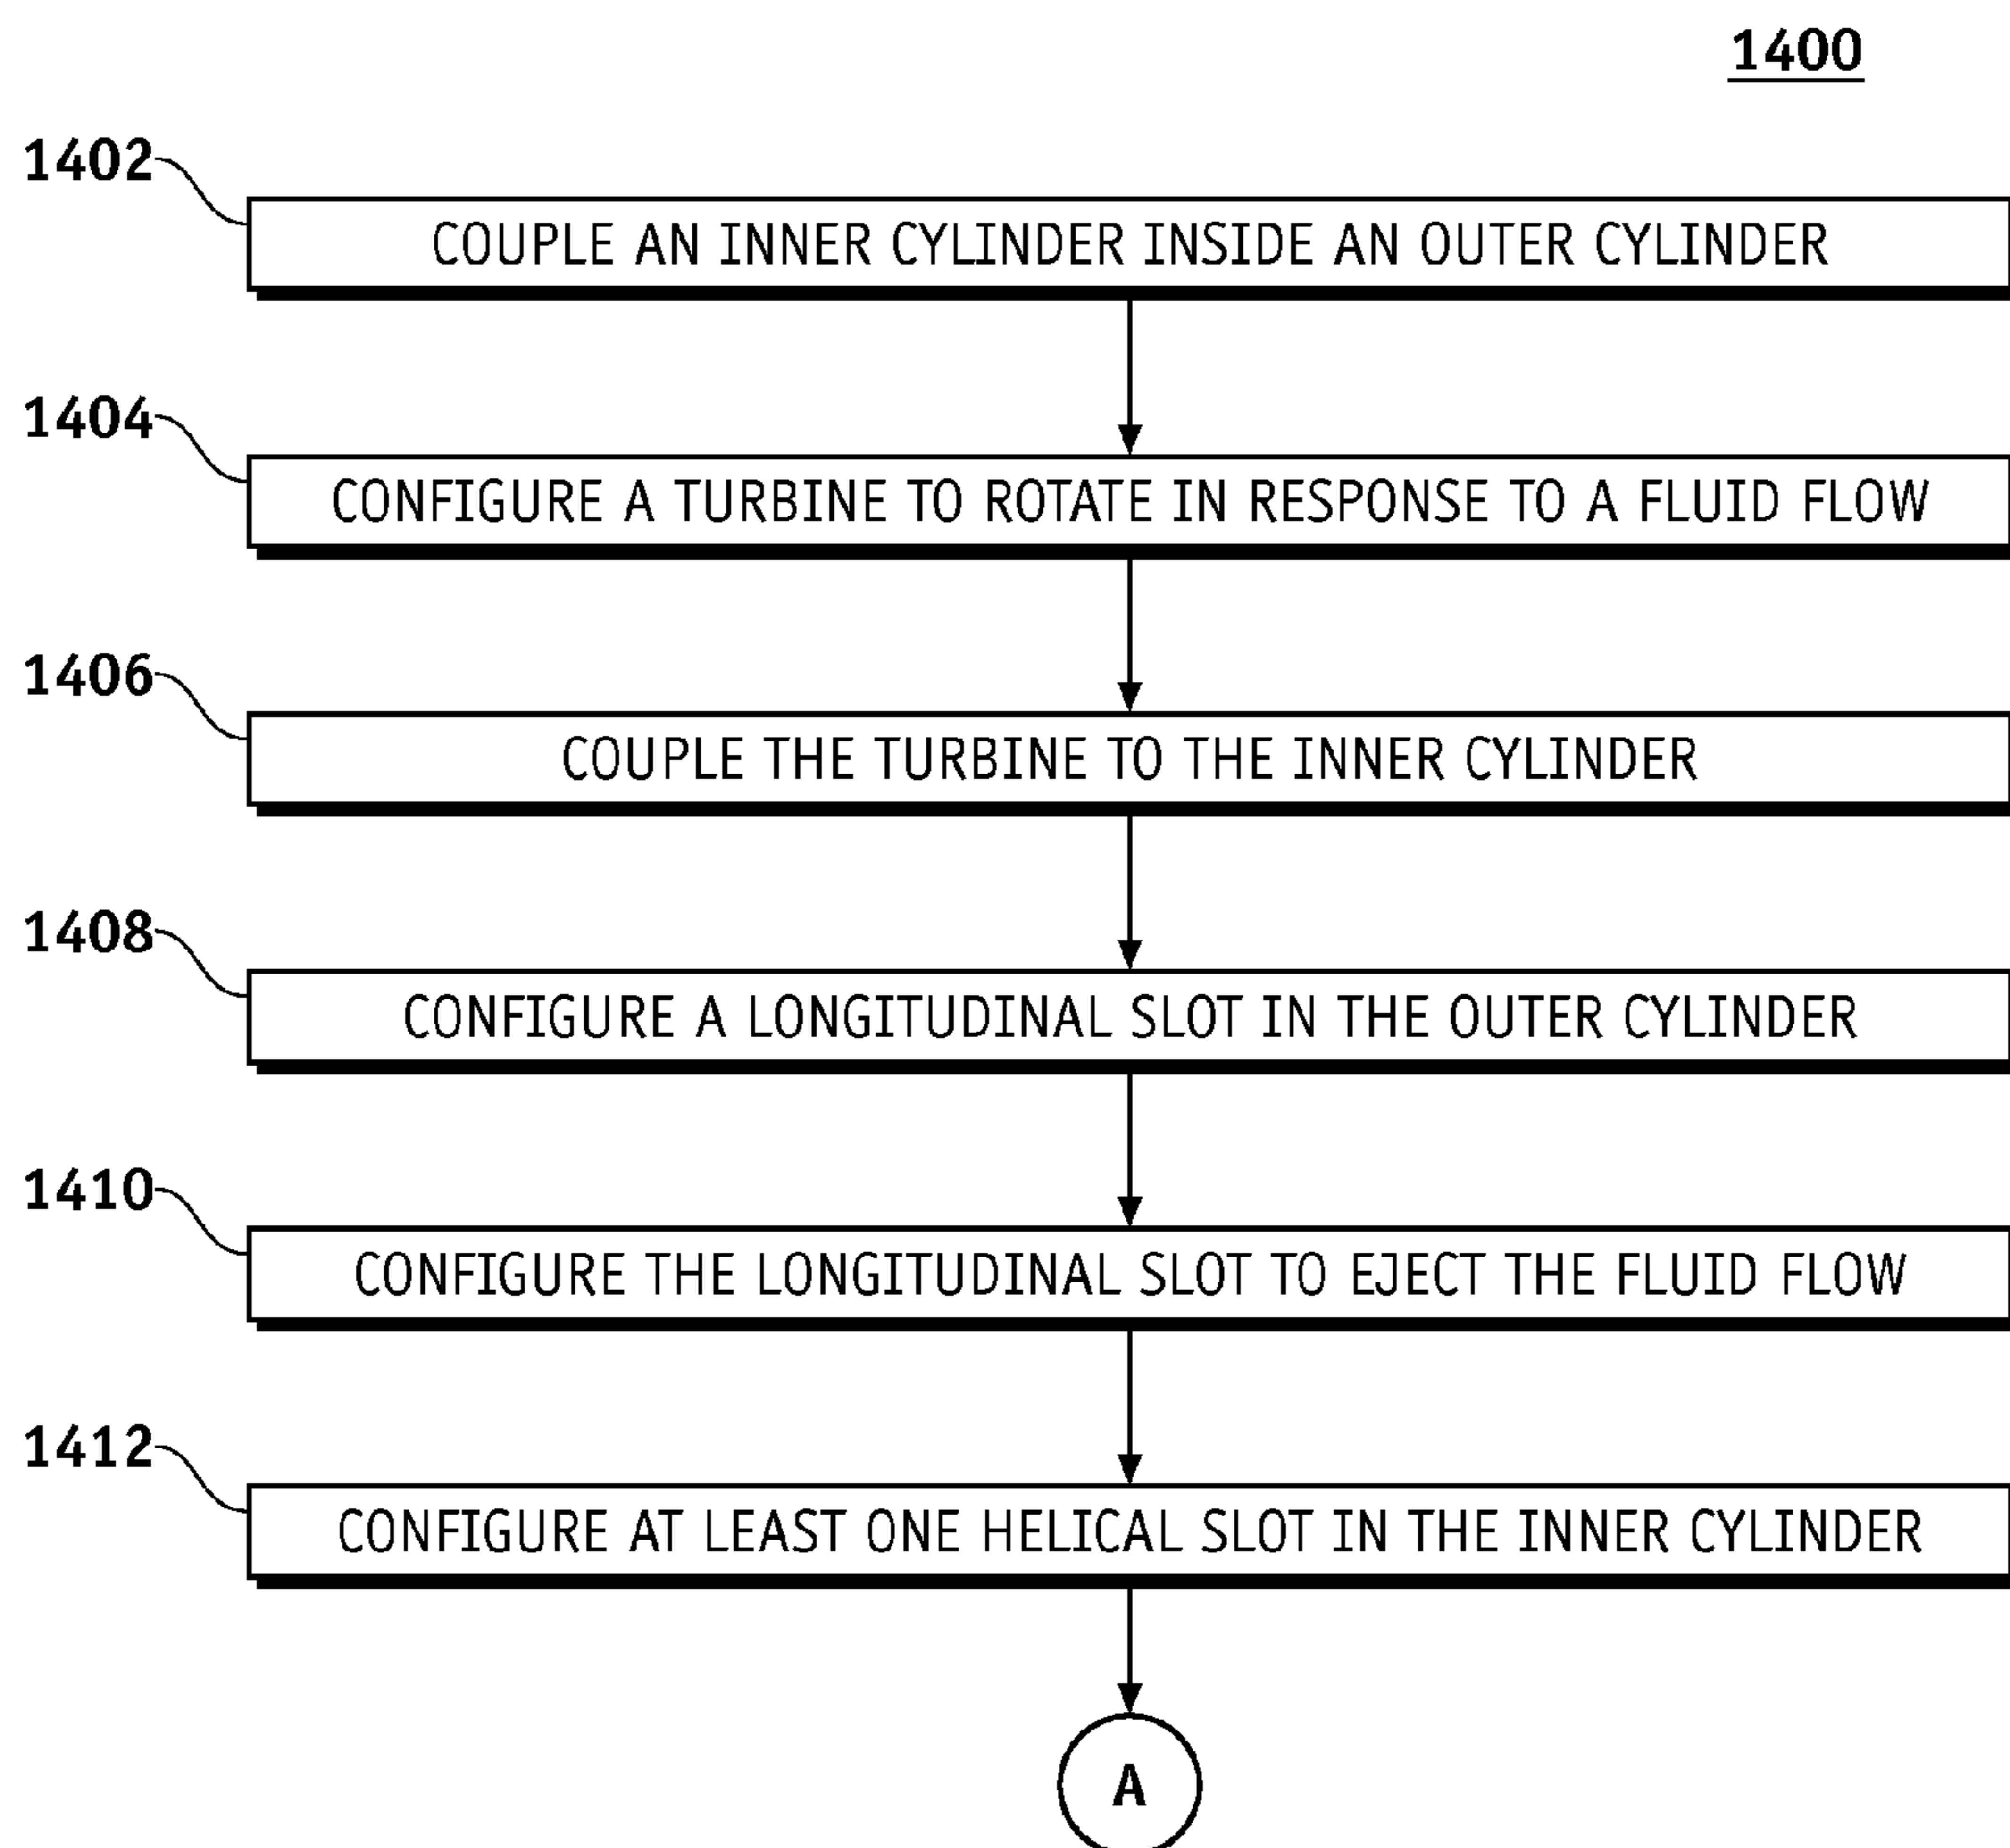 1400
1402
COUPLE AN INNER CYLINDER INSIDE AN OUTER CYLINDER
1404
CONFIGURE A TURBINE TO ROTATE IN RESPONSE TO A FLUID FLOW
1406
COUPLE THE TURBINE TO THE INNER CYLINDER
1408
CONFIGURE A LONGITUDINAL SLOT IN THE OUTER CYLINDER
1410
CONFIGURE THE LONGITUDINAL SLOT TO EJECT THE FLUID FLOW
1412
CONFIGURE AT LEAST ONE HELICAL SLOT IN THE INNER CYLINDER
A